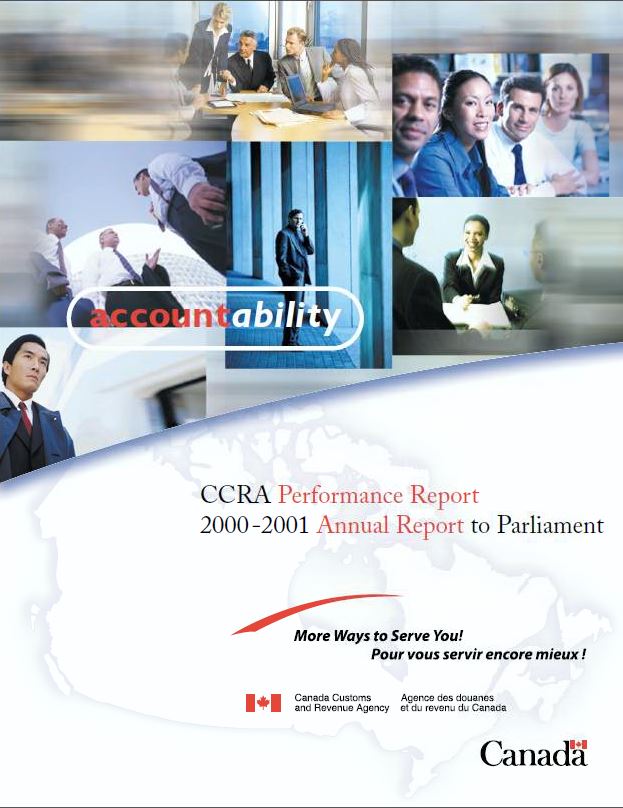 accountability
CCRA Performance Report
2000-2001 Annual Report to Parliament
More Ways to Serve You!
Pour vous servir encore mieux !
Canada Customs
and Revenue Agency
Agence des douanes
et du revenu du Canada
Canada